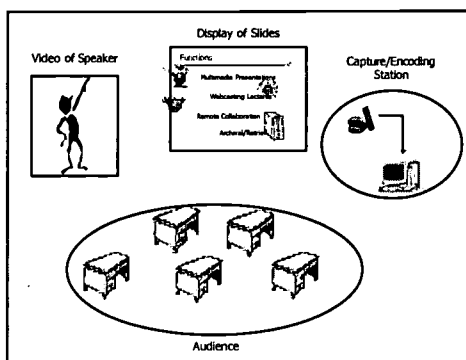 Display of Slides
Video of Speaker
Capture/Encoding
Station
Functions
Multimedia Presentations
Webcasting Lectures
Remote Collaboration
Archival/Retrieval
Audience